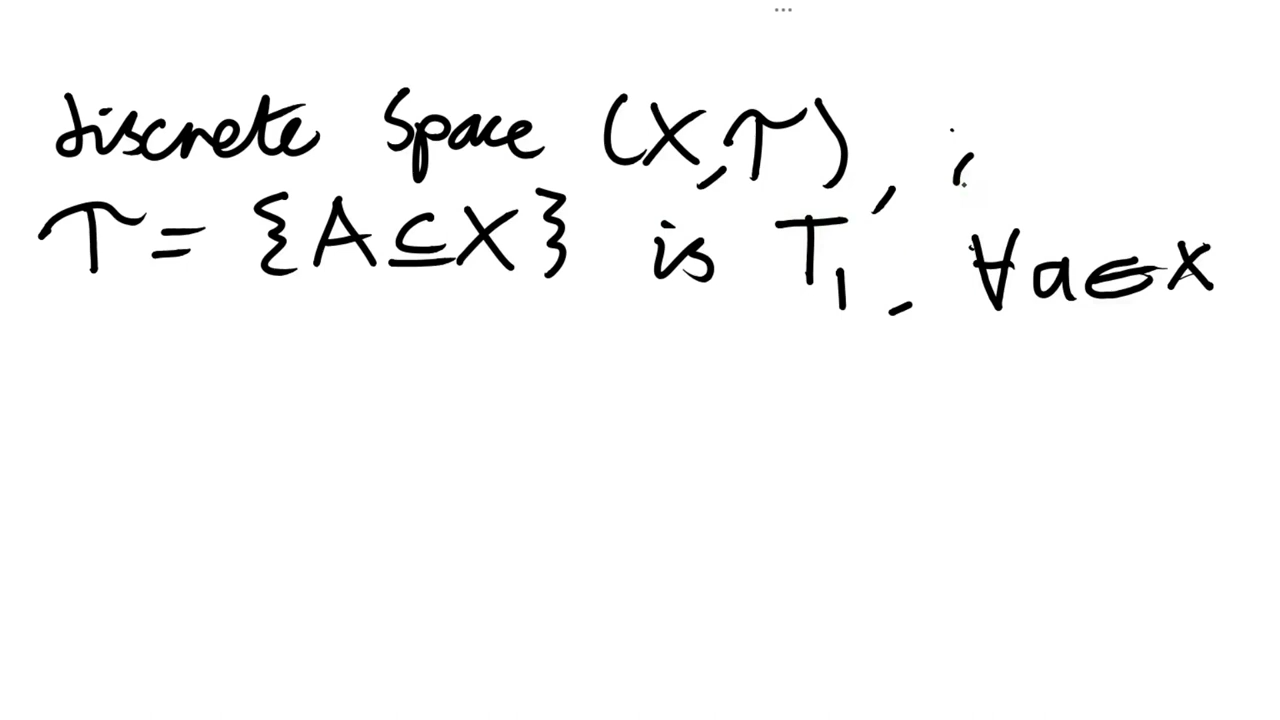 discrete Space (X,τ),
τ = {A⊆X} is T₁, ∀a∈X